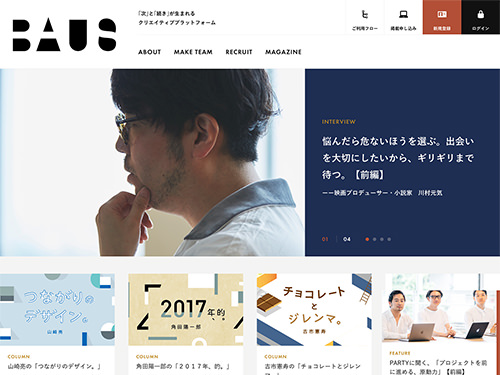 BAUS
「次」と「続き」が生まれる
クリエイティブプラットフォーム
ABOUT MAKE TEAM RECRUIT MAGAZINE
ご利用フロー 掲載申し込み 新規登録 ログイン
INTERVIEW
悩んだら危ないほうを選ぶ。出会い
を大切にしたいから、ギリギリまで
待つ。【前編】
ーー映画プロデューサー・小説家 川村元気
01 04
つながりの
デザイン。
山崎亮
2017年、的、
角田陽一郎
チョコレートと
ジレンマ。
古市憲寿
COLUMN
山崎亮の「つながりのデザイン。」
COLUMN
角田陽一郎の「2017年、的。」
COLUMN
古市憲寿の「チョコレートとジレン
FEATURE
PARTYに聞く、「プロジェクトを前
に進める、原動力」【前編】